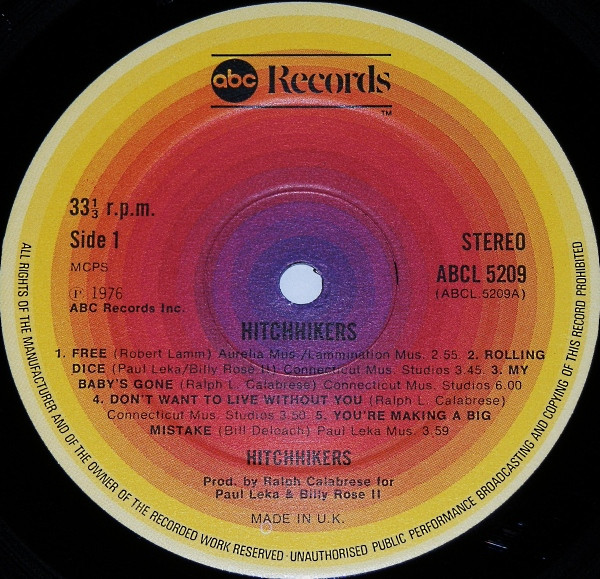 abc Records
™
33⅓ r.p.m.
Side 1
MCPS
Ⓟ 1976
ABC Records Inc.
STEREO
ABCL 5209
(ABCL.5209A)
HITCHHIKERS
1. FREE (Robert Lamm) Aurelia Mus./Lammination Mus. 2.55. 2. ROLLING
DICE (Paul Leka/Billy Rose II) Connecticut Mus. Studios 3.45. 3. MY
BABY'S GONE (Ralph L. Calabrese) Connecticut Mus. Studios 6.00
4. DON'T WANT TO LIVE WITHOUT YOU (Ralph L. Calabrese)
Connecticut Mus. Studios 3.50 5. YOU'RE MAKING A BIG
MISTAKE (Bill Deloach) Paul Leka Mus. 3.59
HITCHHIKERS
Prod. by Ralph Calabrese for
Paul Leka & Billy Rose II
MADE IN U.K.
ALL RIGHTS OF THE MANUFACTURER AND OF THE OWNER OF THE RECORDED WORK RESERVED · UNAUTHORISED PUBLIC PERFORMANCE BROADCASTING AND COPYING OF THIS RECORD PROHIBITED